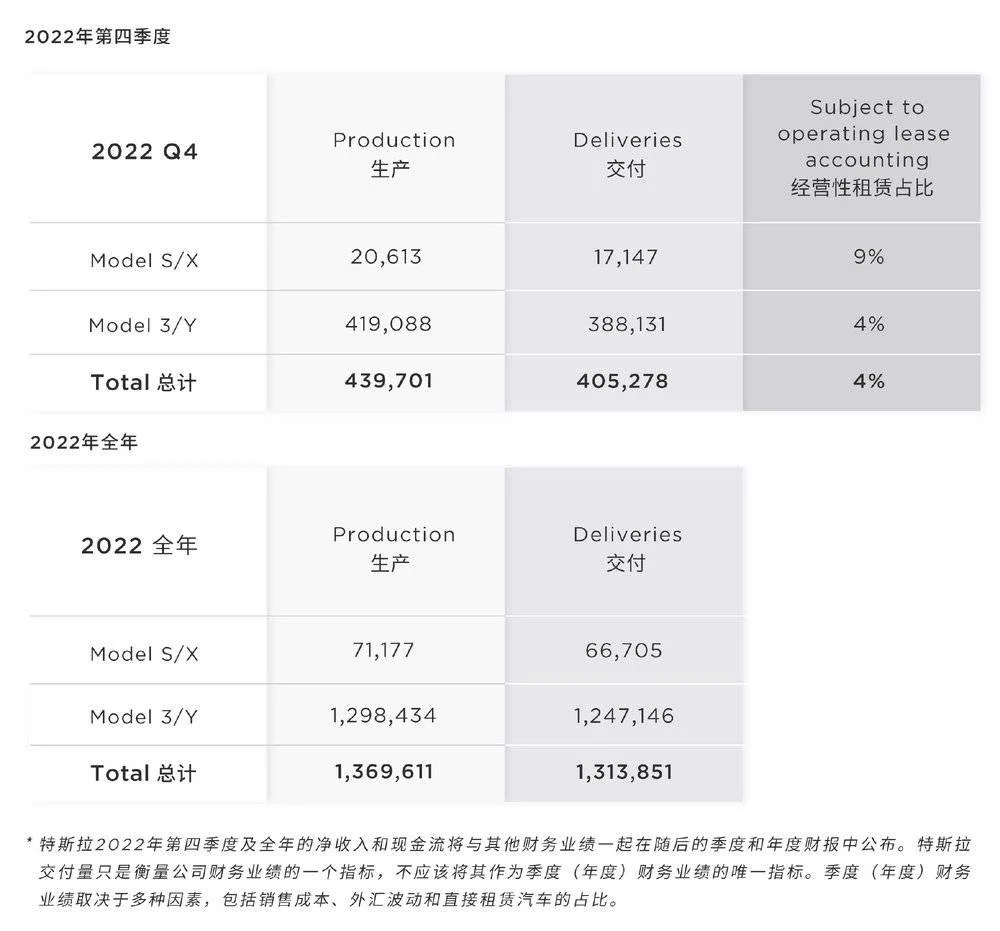 2022年第四季度
2022 Q4
Production
生产
Deliveries
交付
Subject to
operating lease
accounting
经营性租赁占比
Model S/X
20,613
17,147
9%
Model 3/Y
419,088
388,131
4%
Total 总计
439,701
405,278
4%
2022年全年
2022 全年
Production
生产
Deliveries
交付
Model S/X
71,177
66,705
Model 3/Y
1,298,434
1,247,146
Total 总计
1,369,611
1,313,851
* 特斯拉2022年第四季度及全年的净收入和现金流将与其他财务业绩一起在随后的季度和年度财报中公布。特斯拉
交付量只是衡量公司财务业绩的一个指标，不应该将其作为季度（年度）财务业绩的唯一指标。季度（年度）财务
业绩取决于多种因素，包括销售成本、外汇波动和直接租赁汽车的占比。